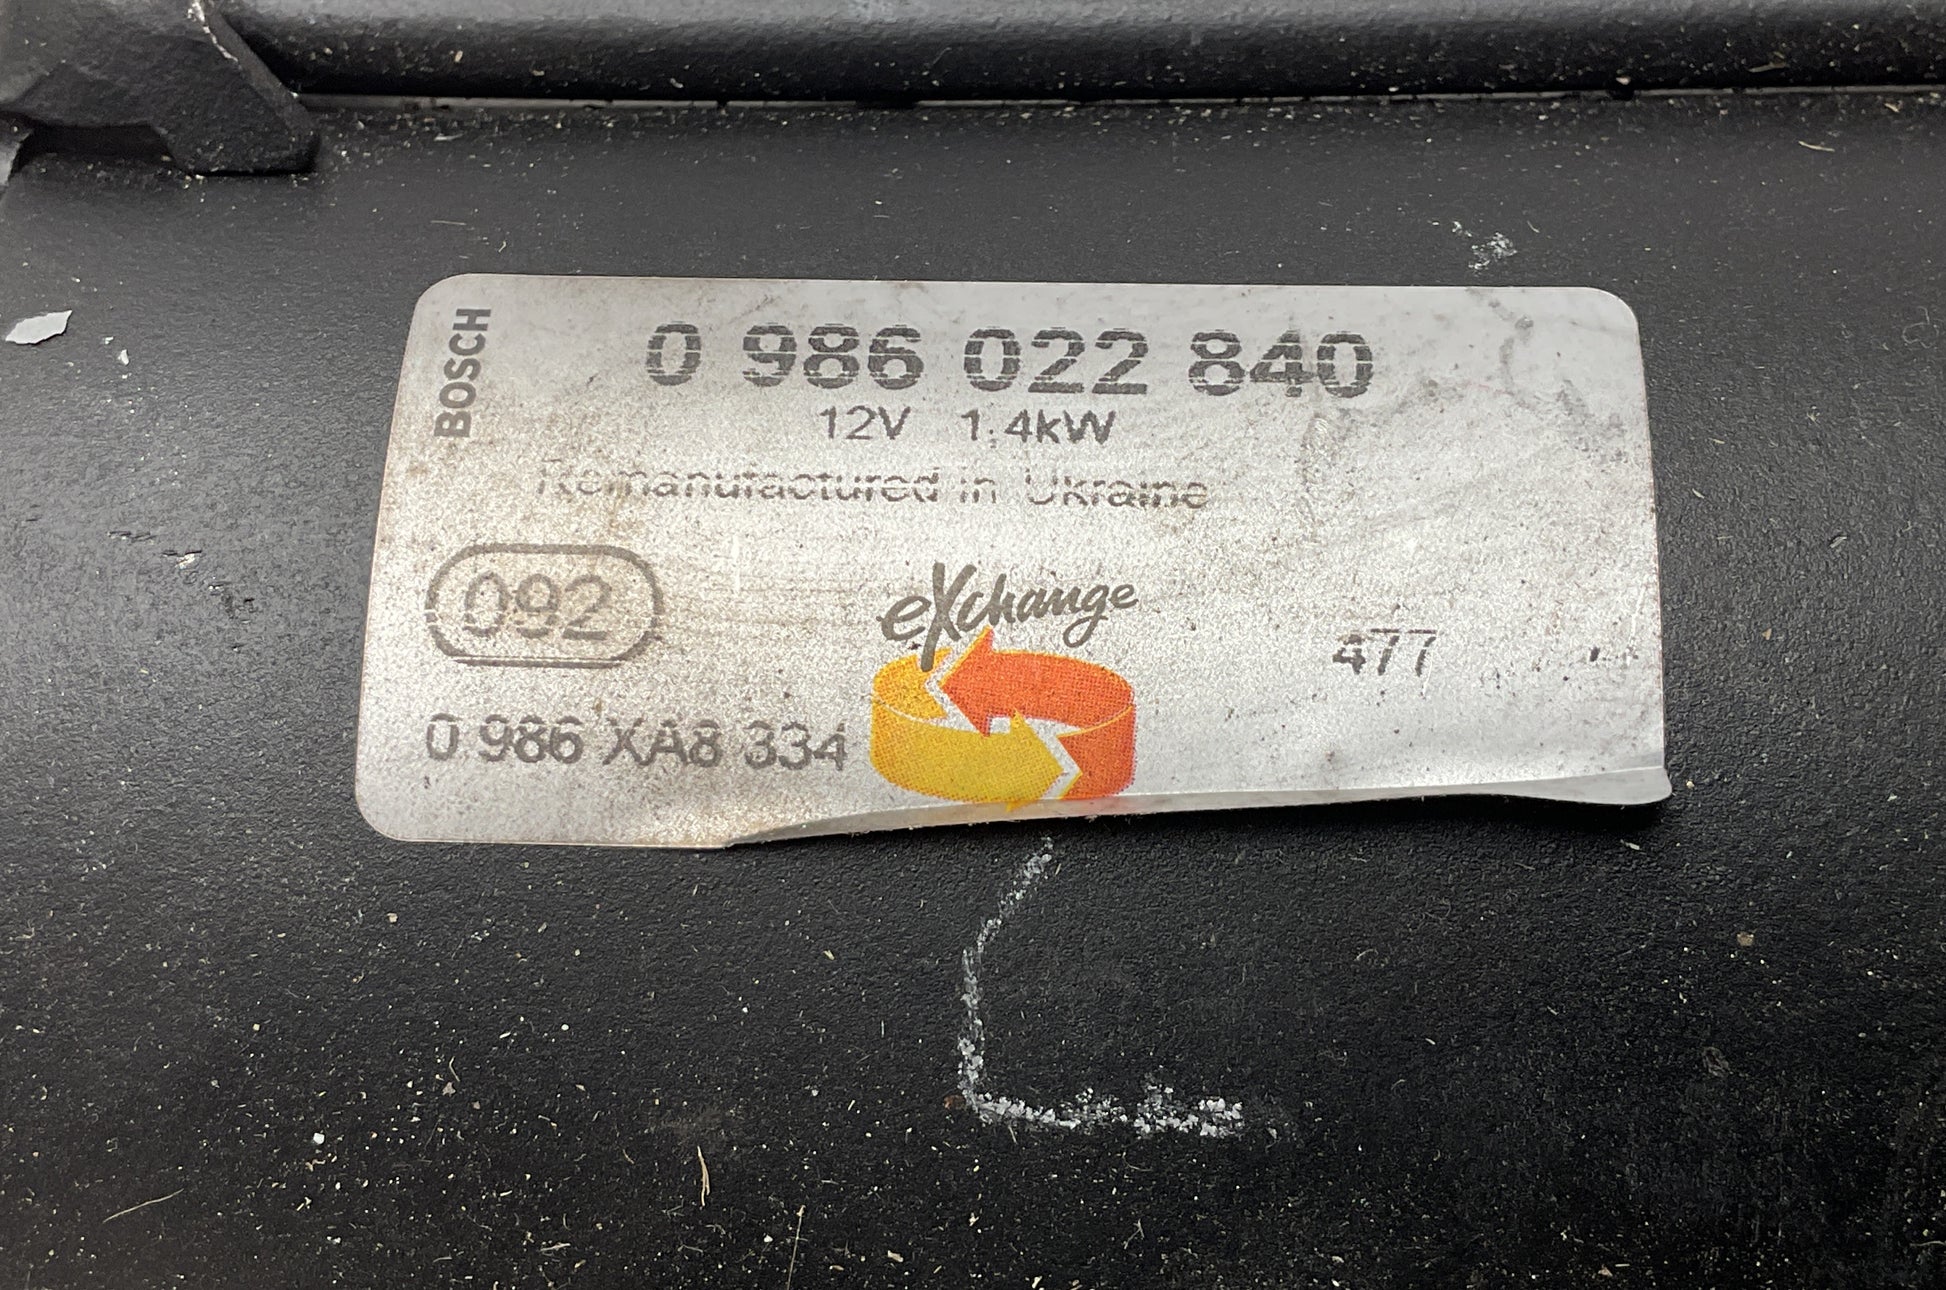 BOSCH
0 986 022 840
12V 1.4kW
Remanufactured in Ukraine
092
eXchange
477
0 986 XA8 334